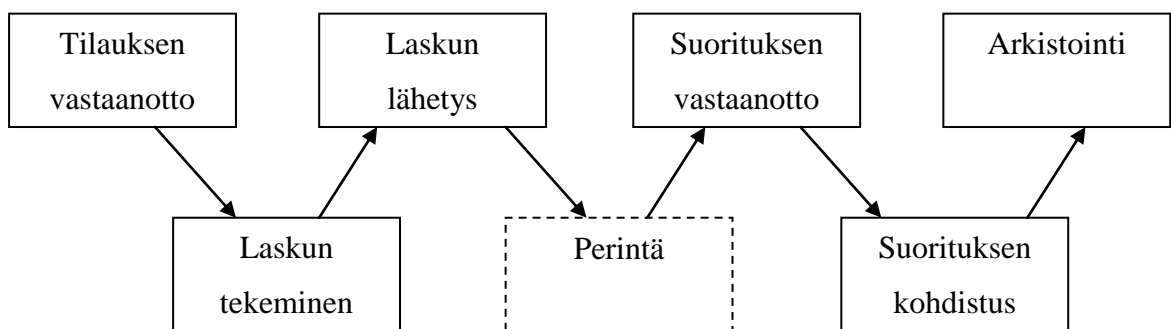 Tilauksen
vastaanotto
Laskun
lähetys
Suorituksen
vastaanotto
Arkistointi
Laskun
tekeminen
Perintä
Suorituksen
kohdistus